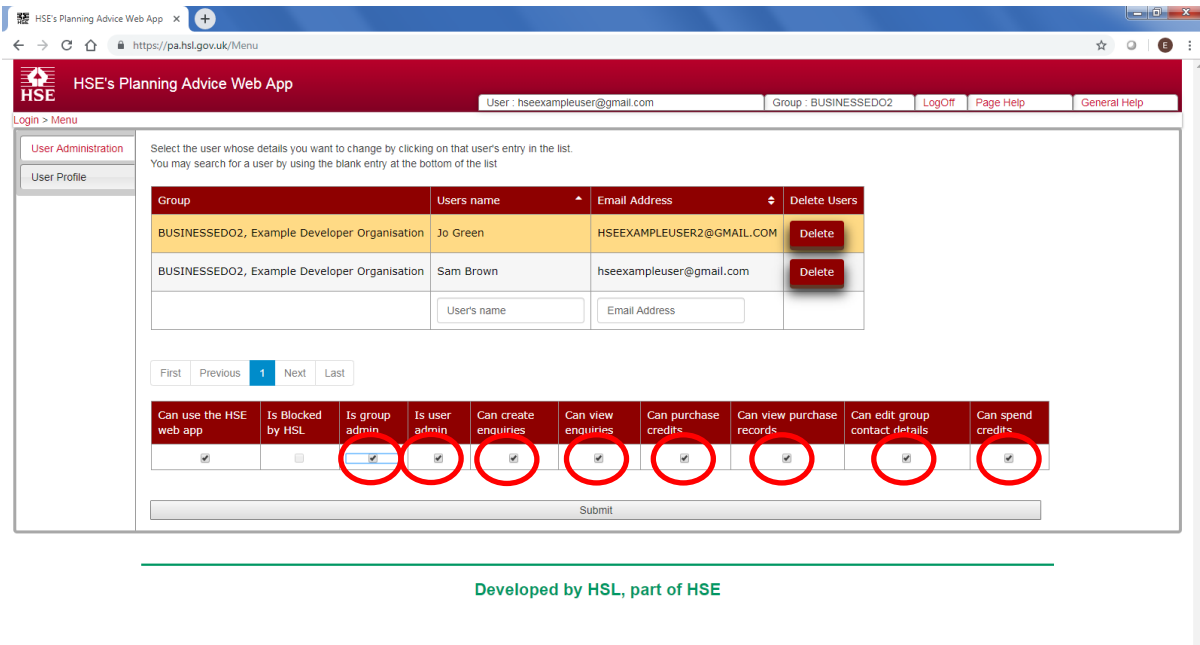 HSE's Planning Advice Web App
https://pa.hsl.gov.uk/Menu
E
HSE
HSE's Planning Advice Web App
User : hseexampleuser@gmail.com
Group : BUSINESSEDO2
LogOff
Page Help
General Help
Login > Menu
User Administration
User Profile
Select the user whose details you want to change by clicking on that user's entry in the list.
You may search for a user by using the blank entry at the bottom of the list
Group Users name Email Address Delete Users
BUSINESSEDO2, Example Developer Organisation Jo Green HSEEXAMPLEUSER2@GMAIL.COM Delete
BUSINESSEDO2, Example Developer Organisation Sam Brown hseexampleuser@gmail.com Delete
User's name Email Address
First Previous 1 Next Last
Can use the HSE web app
Is Blocked by HSL
Is group admin
Is user admin
Can create enquiries
Can view enquiries
Can purchase credits
Can view purchase records
Can edit group contact details
Can spend credits
Submit
Developed by HSL, part of HSE